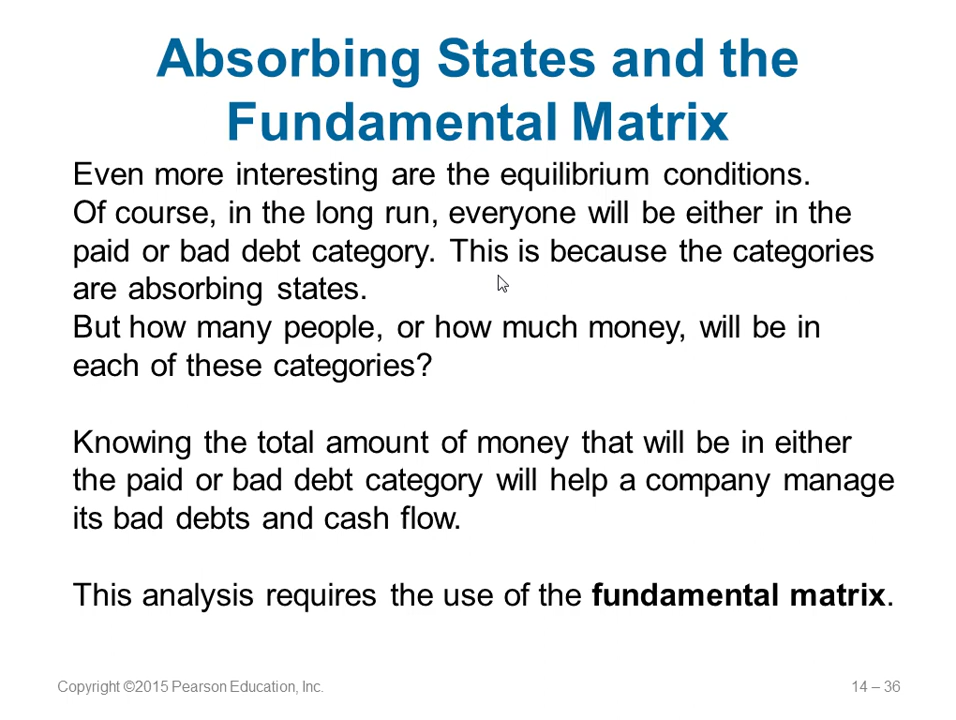 Absorbing States and the
Fundamental Matrix
Even more interesting are the equilibrium conditions.
Of course, in the long run, everyone will be either in the
paid or bad debt category. This is because the categories
are absorbing states.
But how many people, or how much money, will be in
each of these categories?
Knowing the total amount of money that will be in either
the paid or bad debt category will help a company manage
its bad debts and cash flow.
This analysis requires the use of the fundamental matrix.
Copyright ©2015 Pearson Education, Inc.
14 – 36